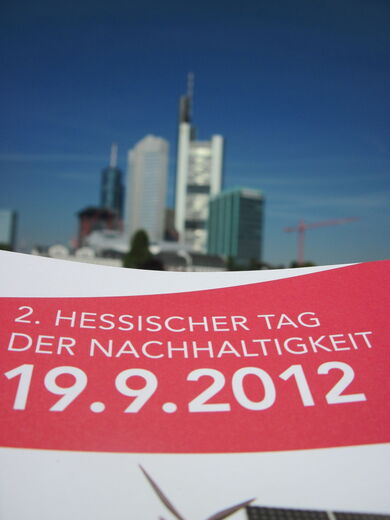 2. HESSISCHER TAG
DER NACHHALTIGKEIT
19.9.2012